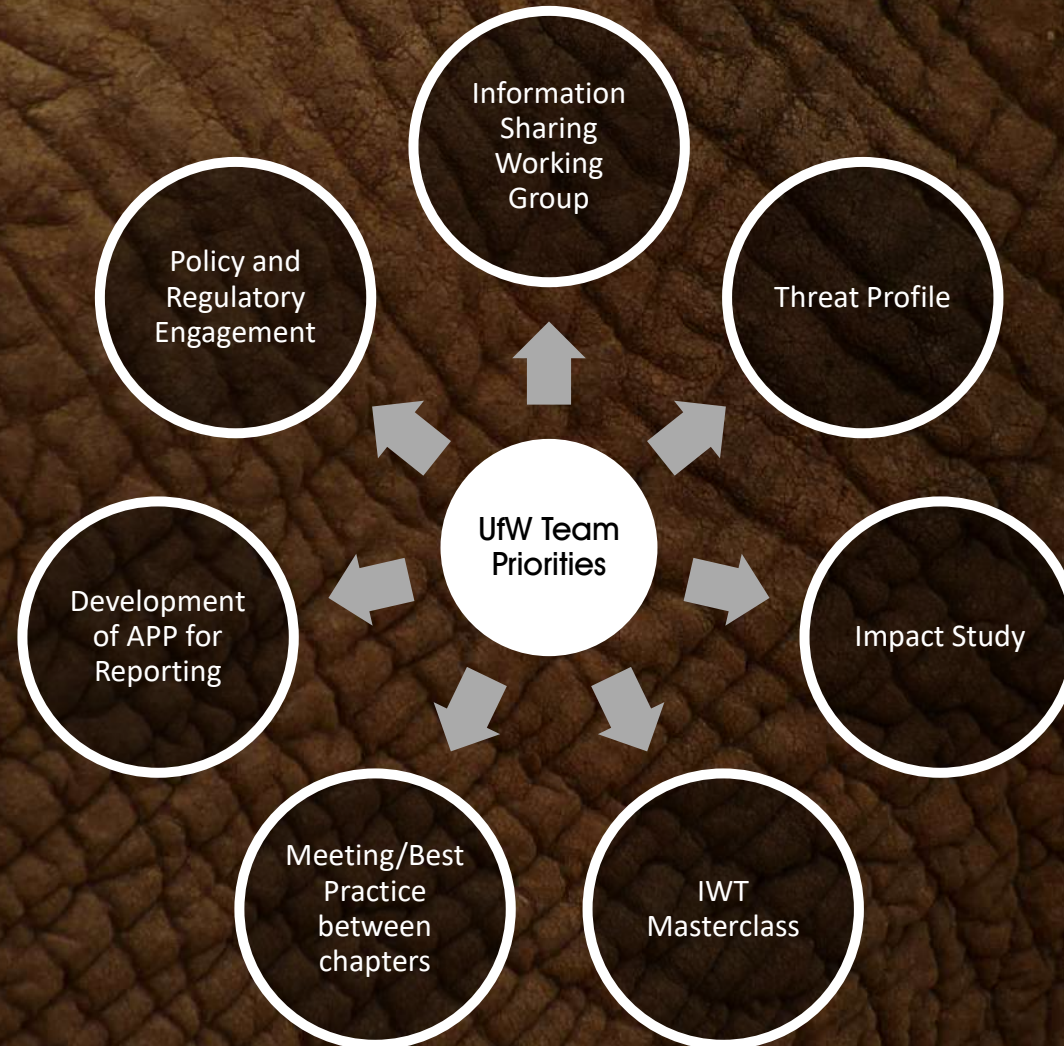 Information
Sharing
Working
Group
Threat Profile
Impact Study
IWT
Masterclass
Meeting/Best
Practice
between
chapters
Development
of APP for
Reporting
Policy and
Regulatory
Engagement
UfW Team
Priorities